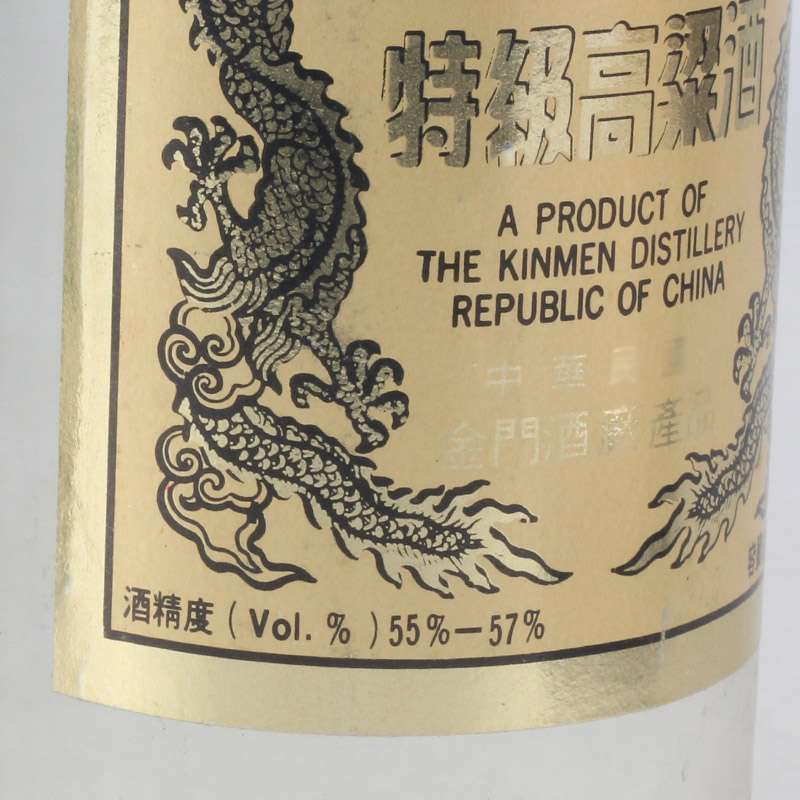 特級高粱酒
A PRODUCT OF
THE KINMEN DISTILLERY
REPUBLIC OF CHINA
中華民國
金門酒廠產品
酒精度 (Vol. %) 55%—57%